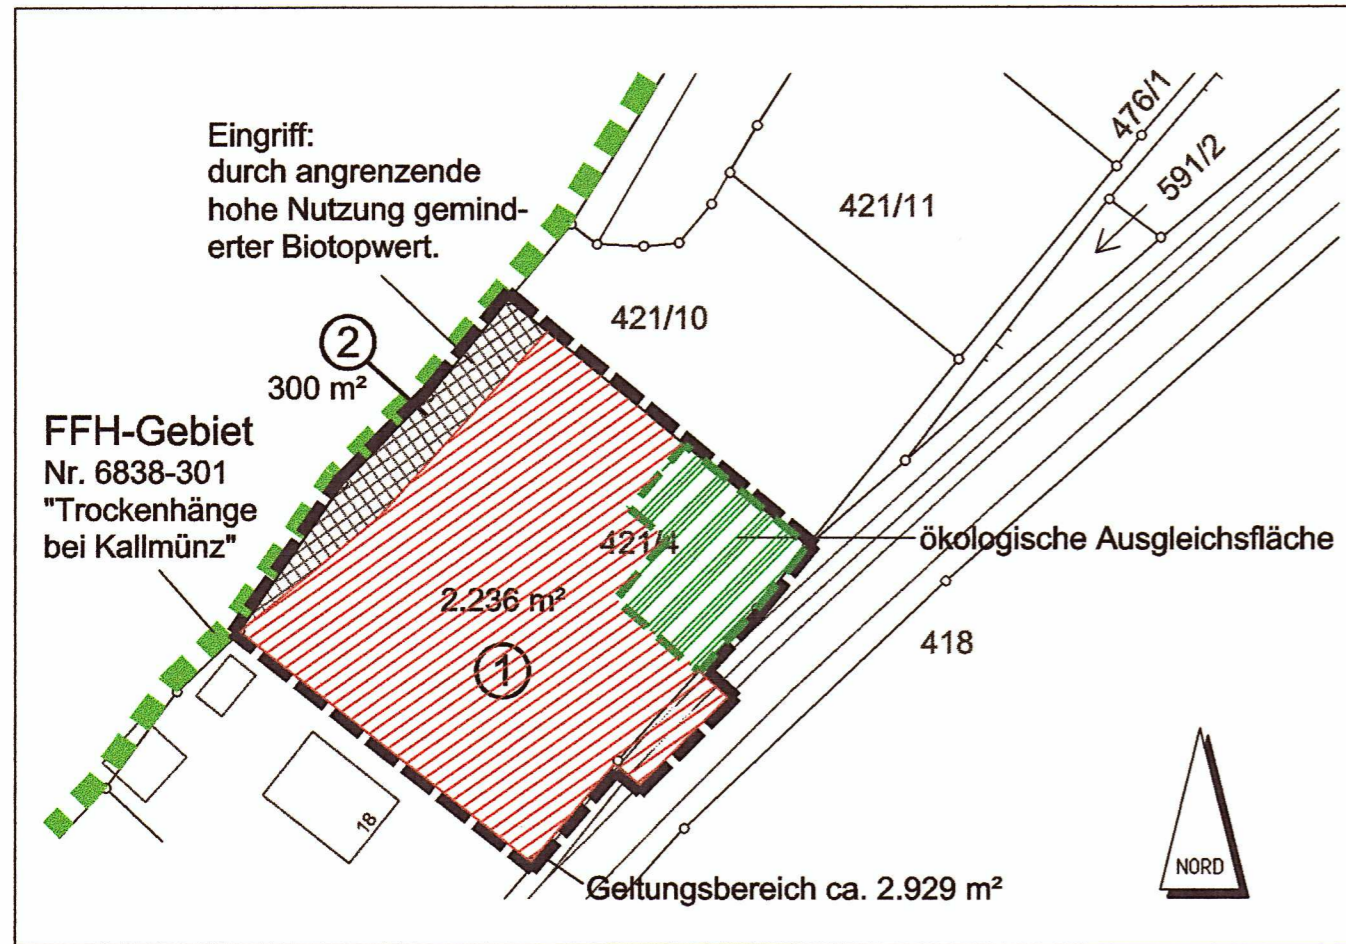 Eingriff:
durch angrenzende
hohe Nutzung gemind-
erter Biotopwert.
476/1
591/2
421/11
421/10
2
300 m²
FFH-Gebiet
Nr. 6838-301
"Trockenhänge
bei Kallmünz"
421/4
ökologische Ausgleichsfläche
2.236 m²
1
418
18
Geltungsbereich ca. 2.929 m²
NORD